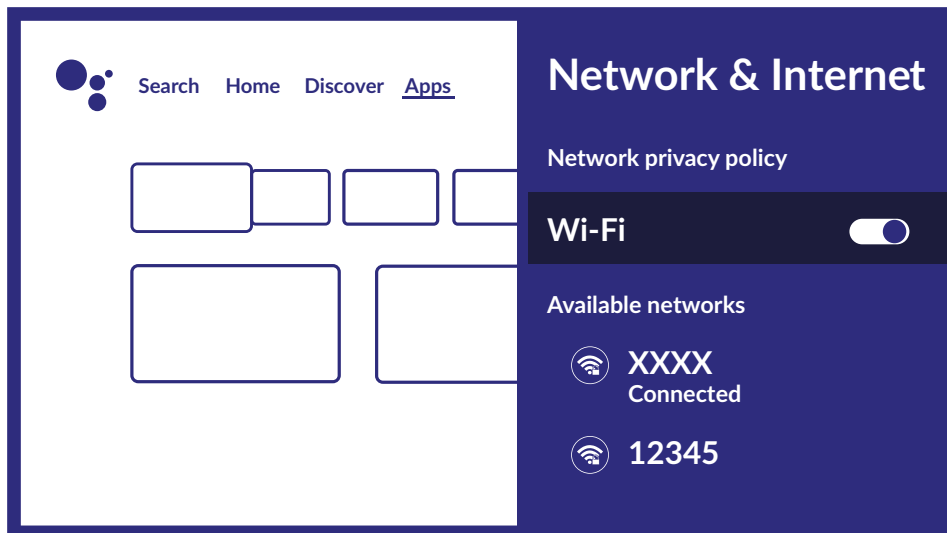 Search Home Discover Apps
Network & Internet
Network privacy policy
Wi-Fi
Available networks
XXXX
Connected
12345